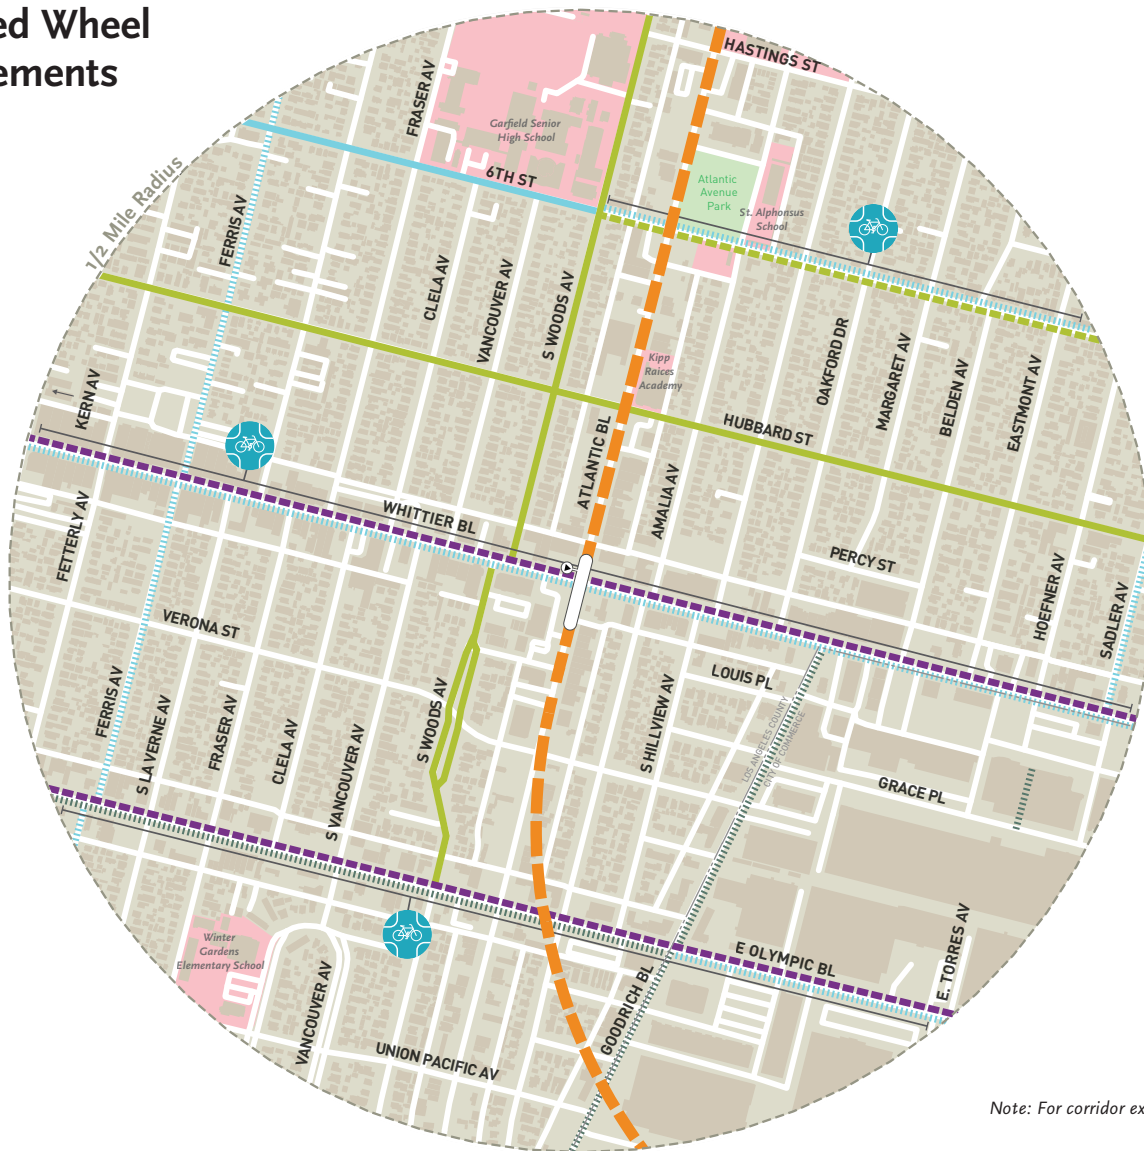 ed Wheel
ements
1/2 Mile Radius
HASTINGS ST
FRASER AV
Garfield Senior
High School
6TH ST
Atlantic
Avenue
Park
St. Alphonsus
School
FERRIS AV
CLELA AV
VANCOUVER AV
S WOODS AV
OAKFORD DR
MARGARET AV
BELDEN AV
EASTMONT AV
Kipp
Raices
Academy
KERN AV
HUBBARD ST
ATLANTIC BL
AMALIA AV
WHITTIER BL
FETTERLY AV
PERCY ST
HOEFNER AV
SADLER AV
VERONA ST
LOUIS PL
FERRIS AV
S LA VERNE AV
FRASER AV
CLELA AV
S VANCOUVER AV
S WOODS AV
S HILLVIEW AV
LOS ANGELES COUNTY
CITY OF COMMERCE
GRACE PL
Winter
Gardens
Elementary School
E OLYMPIC BL
E. TORRES AV
VANCOUVER AV
GOODRICH BL
UNION PACIFIC AV
Note: For corridor ex